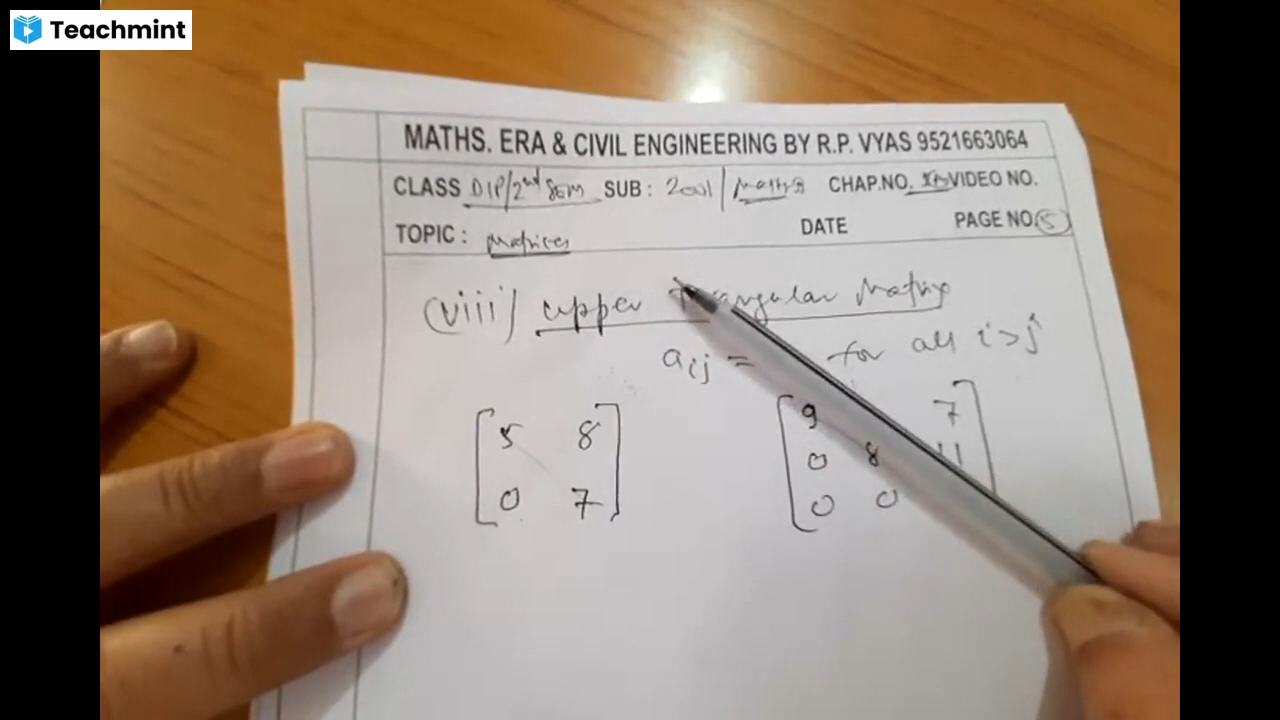 Teachmint
MATHS. ERA & CIVIL ENGINEERING BY R.P. VYAS 9521663064
CLASS DIP/2nd SEM SUB : 2001/Maths CHAP.NO. VIDEO NO.
TOPIC : Matrices DATE PAGE NO. 5
(viii) upper Triangular Matrix
aij = for all i>j
5 8 9 7
0 8 11
0 7 0 0